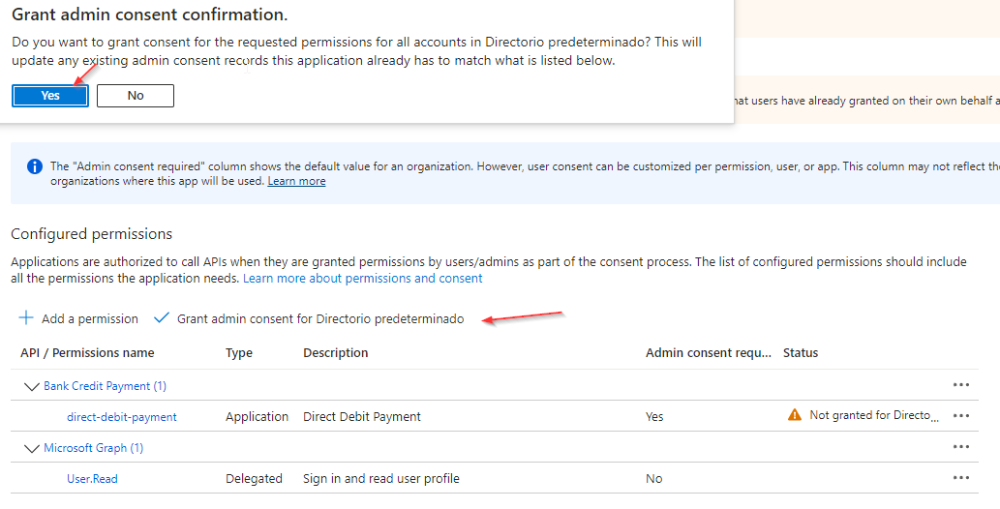 Grant admin consent confirmation.
Do you want to grant consent for the requested permissions for all accounts in Directorio predeterminado? This will
update any existing admin consent records this application already has to match what is listed below.
Yes No
hat users have already granted on their own behalf a
The "Admin consent required" column shows the default value for an organization. However, user consent can be customized per permission, user, or app. This column may not reflect the
organizations where this app will be used. Learn more
Configured permissions
Applications are authorized to call APIs when they are granted permissions by users/admins as part of the consent process. The list of configured permissions should include
all the permissions the application needs. Learn more about permissions and consent
Add a permission Grant admin consent for Directorio predeterminado
API / Permissions name Type Description Admin consent requ... Status
Bank Credit Payment (1)
direct-debit-payment Application Direct Debit Payment Yes Not granted for Directo...
Microsoft Graph (1)
User.Read Delegated Sign in and read user profile No